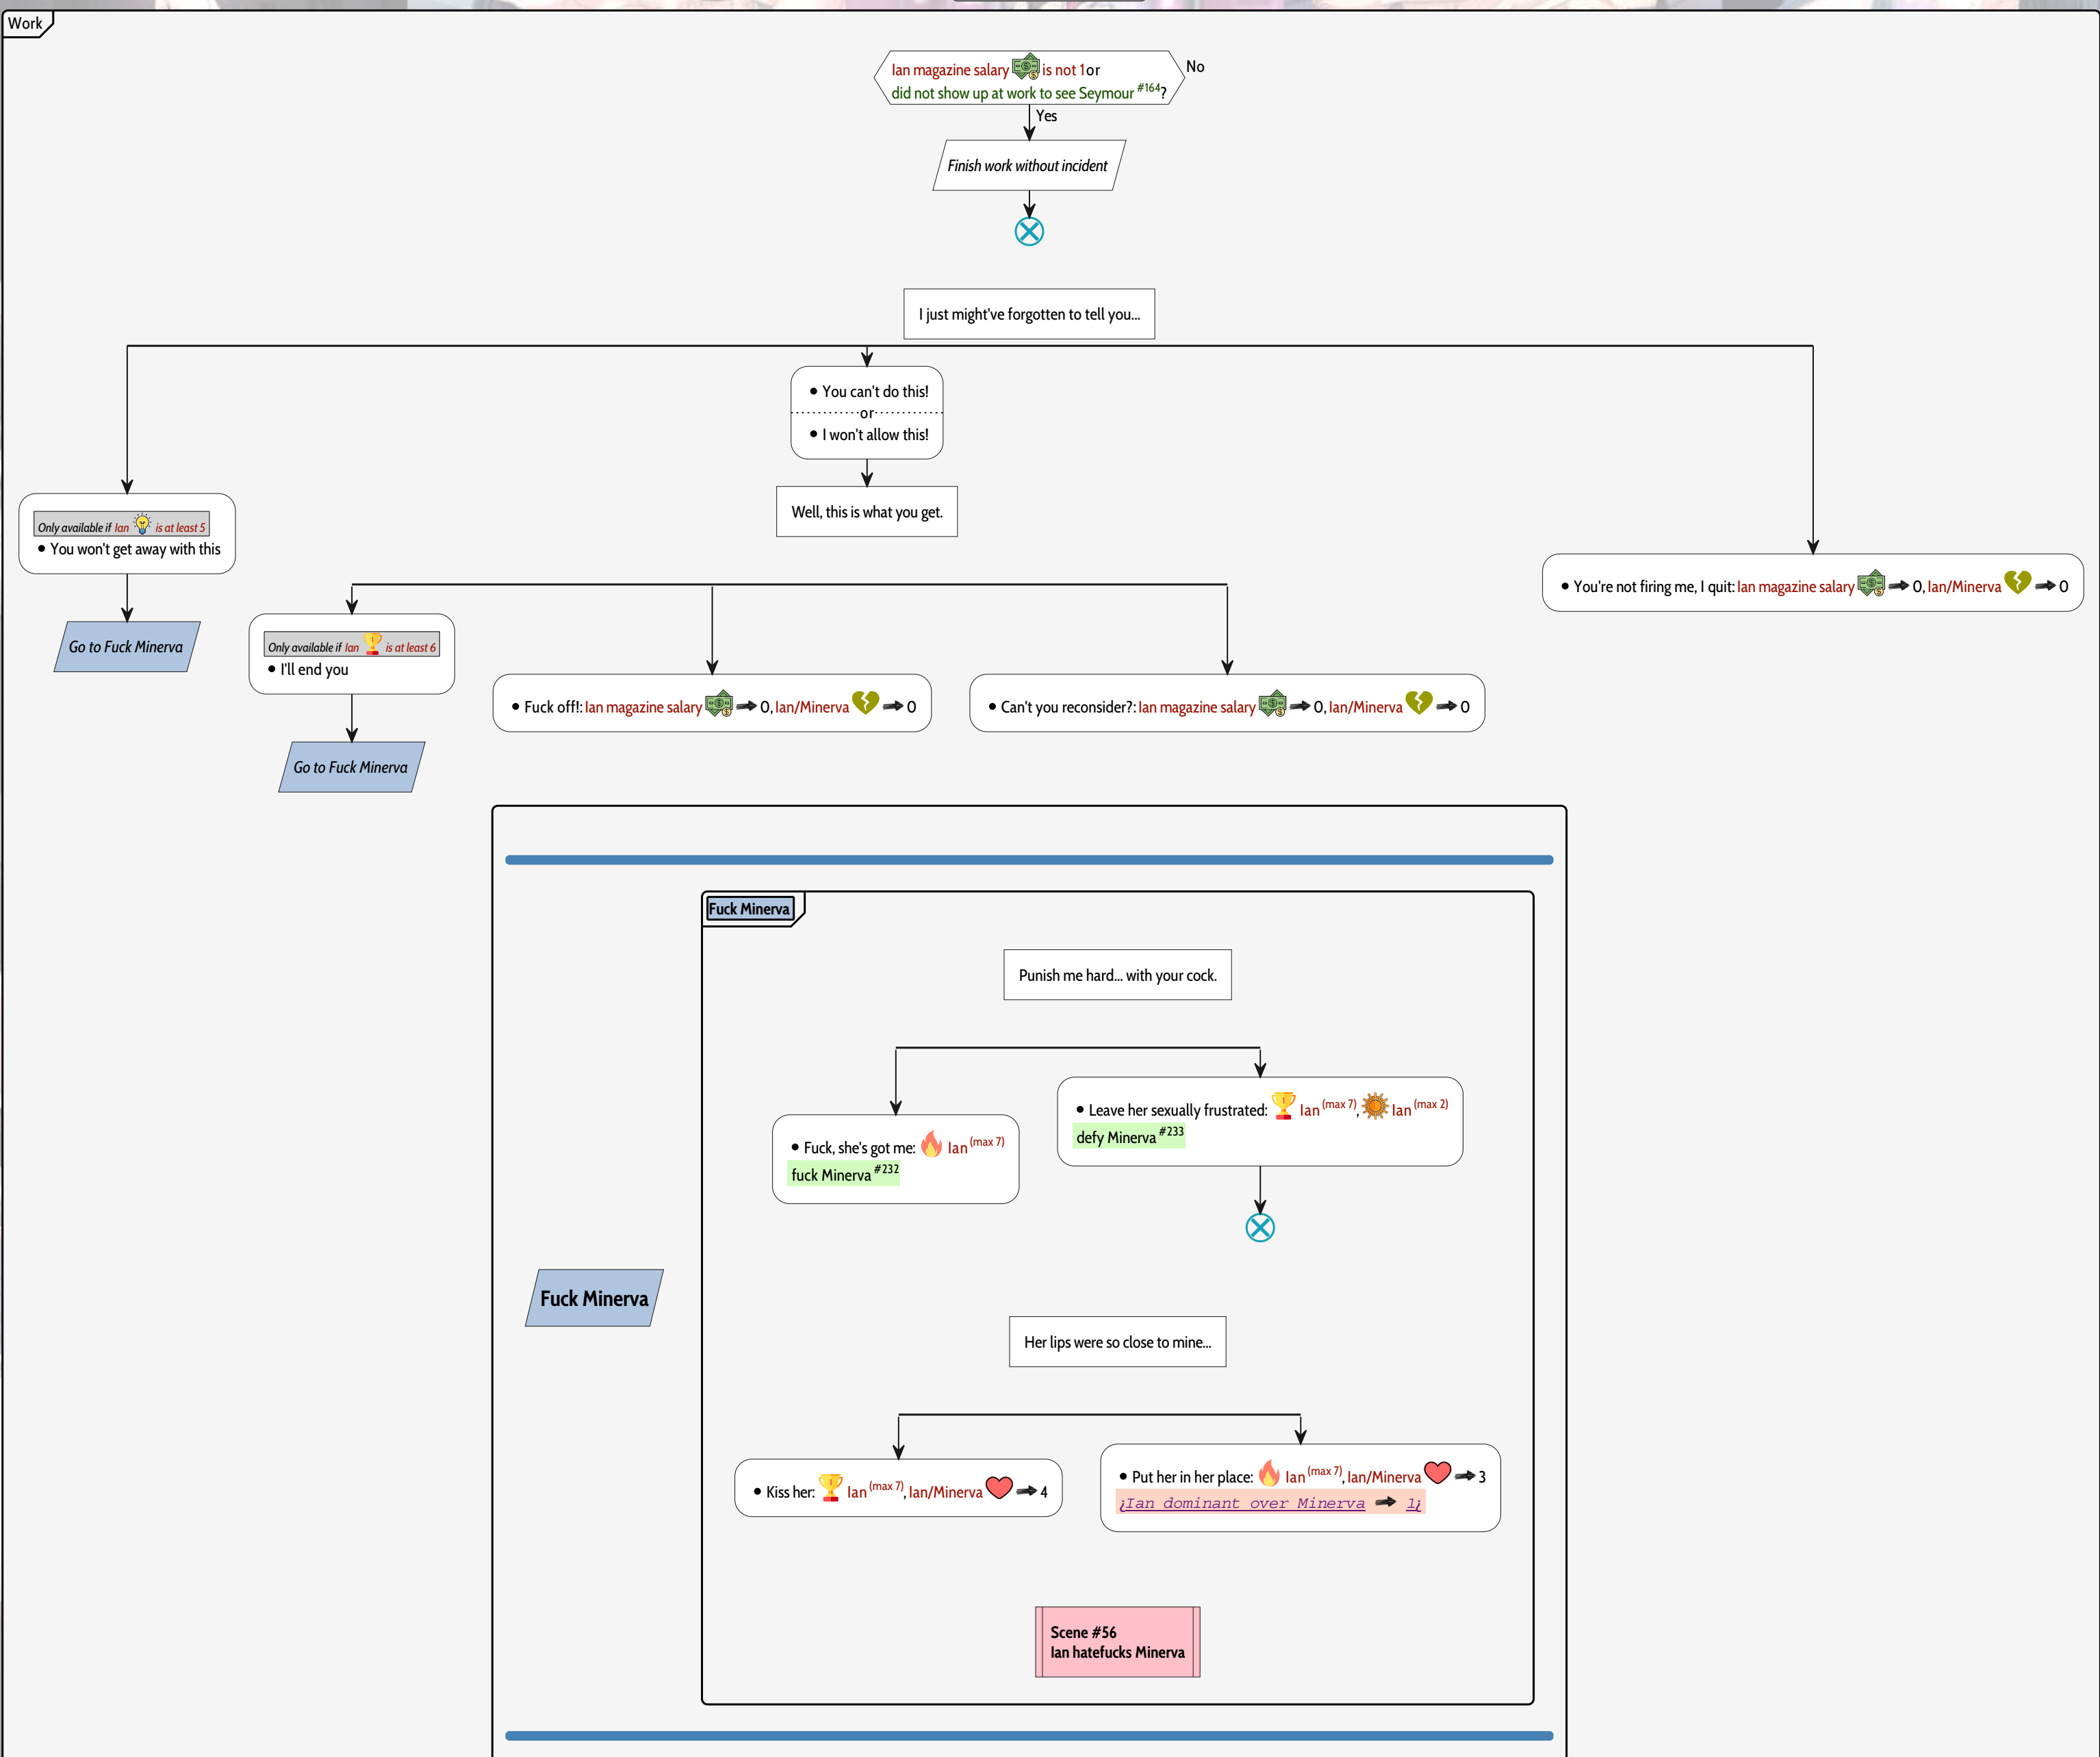 Work
Ian magazine salary is not 1 or
did not show up at work to see Seymour #164?
No
Yes
Finish work without incident
I just might've forgotten to tell you...
• You can't do this!
or
• I won't allow this!
Well, this is what you get.
Only available if Ian is at least 5
• You won't get away with this
Go to Fuck Minerva
Only available if Ian is at least 6
• I'll end you
Go to Fuck Minerva
• Fuck off!: Ian magazine salary ➡ 0, Ian/Minerva ➡ 0
• Can't you reconsider?: Ian magazine salary ➡ 0, Ian/Minerva ➡ 0
• You're not firing me, I quit: Ian magazine salary ➡ 0, Ian/Minerva ➡ 0
Fuck Minerva
Fuck Minerva
Punish me hard... with your cock.
• Fuck, she's got me: Ian (max 7)
fuck Minerva #232
• Leave her sexually frustrated: Ian (max 7), Ian (max 2)
defy Minerva #233
Her lips were so close to mine...
• Kiss her: Ian (max 7), Ian/Minerva ➡ 4
• Put her in her place: Ian (max 7), Ian/Minerva ➡ 3
¿Ian dominant over Minerva ➡ 1¿
Scene #56
Ian hatefucks Minerva